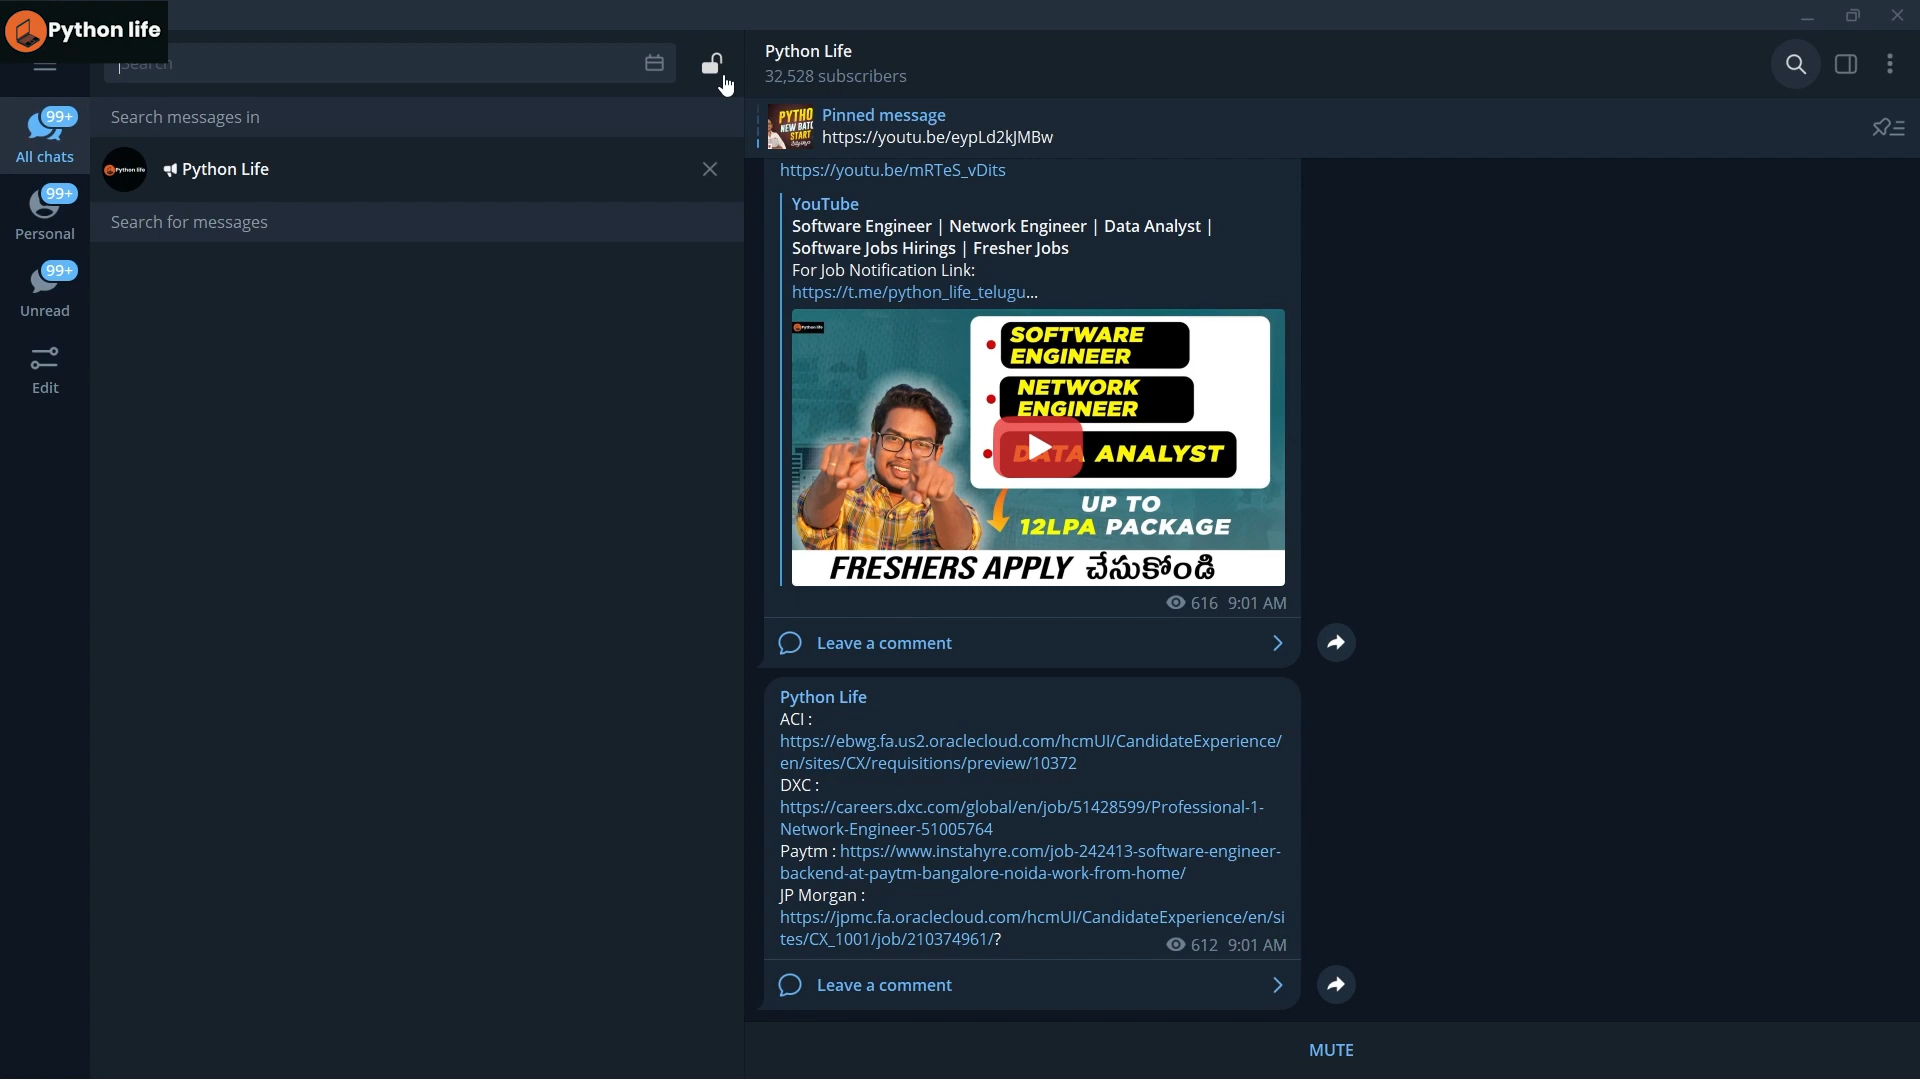 Python life
Search
Search messages in
Python Life
Search for messages
99+
All chats
99+
Personal
99+
Unread
Edit
Python Life
32,528 subscribers
Pinned message
https://youtu.be/eypLd2kJMBw
https://youtu.be/mRTeS_vDits
YouTube
Software Engineer | Network Engineer | Data Analyst |
Software Jobs Hirings | Fresher Jobs
For Job Notification Link:
https://t.me/python_life_telugu...
Python life
SOFTWARE
ENGINEER
NETWORK
ENGINEER
DATA ANALYST
UP TO
12LPA PACKAGE
FRESHERS APPLY చేసుకోండి
616 9:01 AM
Leave a comment
Python Life
ACI :
https://ebwg.fa.us2.oraclecloud.com/hcmUI/CandidateExperience/
en/sites/CX/requisitions/preview/10372
DXC :
https://careers.dxc.com/global/en/job/51428599/Professional-1-
Network-Engineer-51005764
Paytm : https://www.instahyre.com/job-242413-software-engineer-
backend-at-paytm-bangalore-noida-work-from-home/
JP Morgan :
https://jpmc.fa.oraclecloud.com/hcmUI/CandidateExperience/en/si
tes/CX_1001/job/210374961/?
612 9:01 AM
Leave a comment
MUTE